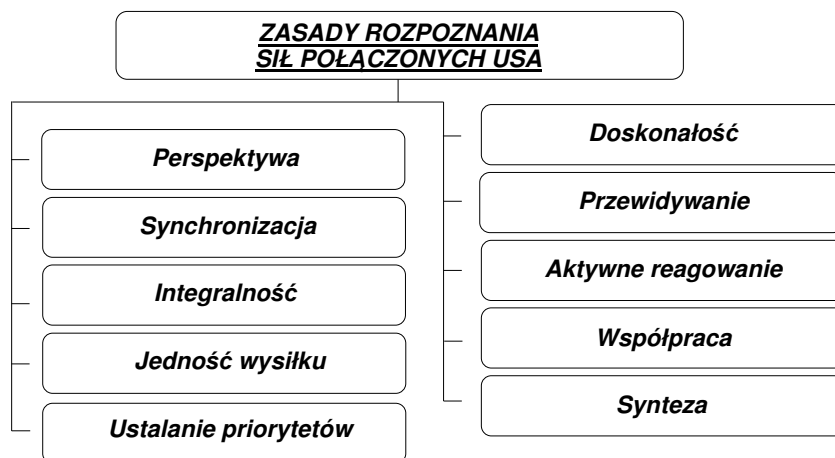 ZASADY ROZPOZNANIA
SIŁ POŁĄCZONYCH USA
Perspektywa
Synchronizacja
Integralność
Jedność wysiłku
Ustalanie priorytetów
Doskonałość
Przewidywanie
Aktywne reagowanie
Współpraca
Synteza